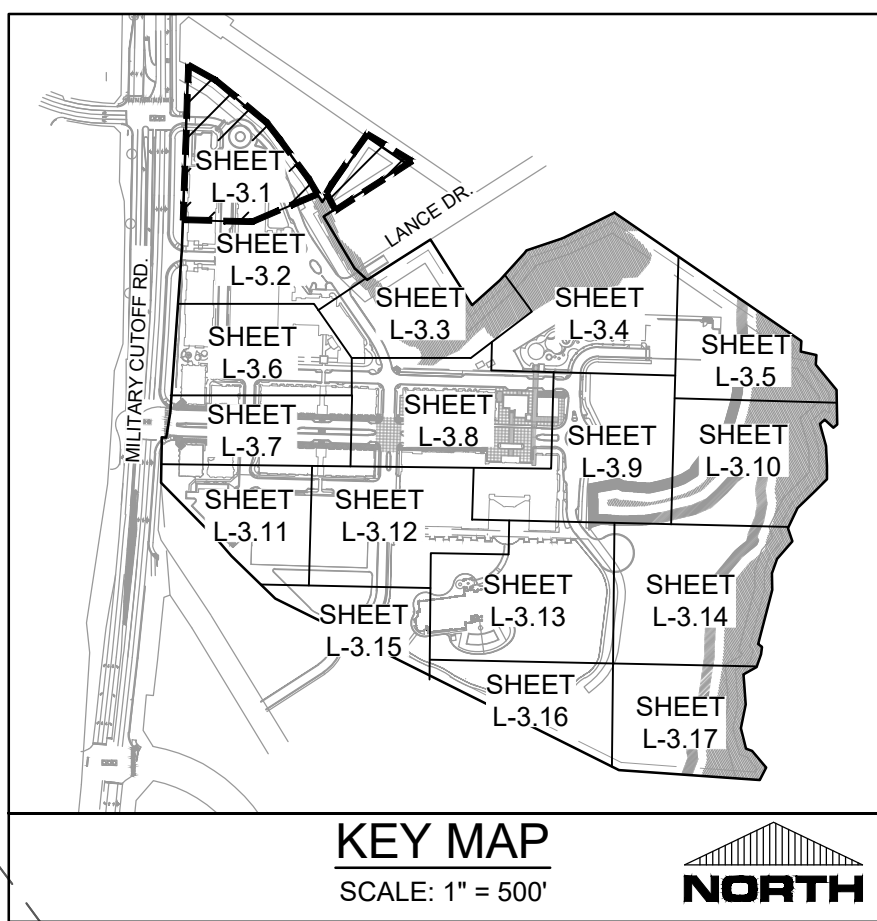 SHEET
L-3.1
LANCE DR.
SHEET
L-3.2
MILITARY CUTOFF RD.
SHEET
L-3.3
SHEET
L-3.4
SHEET
L-3.5
SHEET
L-3.6
SHEET
L-3.7
SHEET
L-3.8
SHEET
L-3.9
SHEET
L-3.10
SHEET
L-3.11
SHEET
L-3.12
SHEET
L-3.13
SHEET
L-3.14
SHEET
L-3.15
SHEET
L-3.16
SHEET
L-3.17
KEY MAP
SCALE: 1" = 500'
NORTH